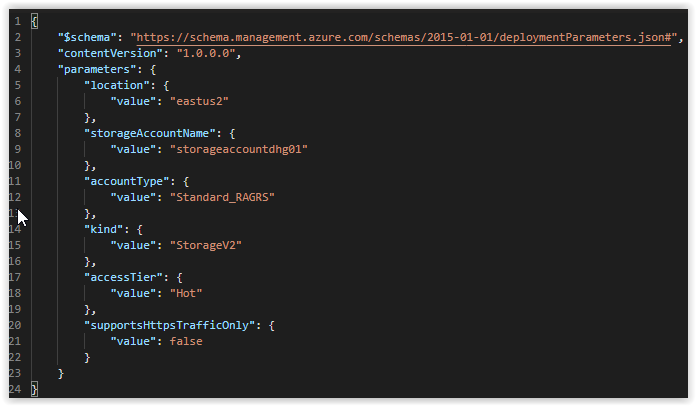 1 {
2 "$schema": "https://schema.management.azure.com/schemas/2015-01-01/deploymentParameters.json#",
3 "contentVersion": "1.0.0.0",
4 "parameters": {
5 "location": {
6 "value": "eastus2"
7 },
8 "storageAccountName": {
9 "value": "storageaccountdhg01"
10 },
11 "accountType": {
12 "value": "Standard_RAGRS"
13 },
14 "kind": {
15 "value": "StorageV2"
16 },
17 "accessTier": {
18 "value": "Hot"
19 },
20 "supportsHttpsTrafficOnly": {
21 "value": false
22 }
23 }
24 }